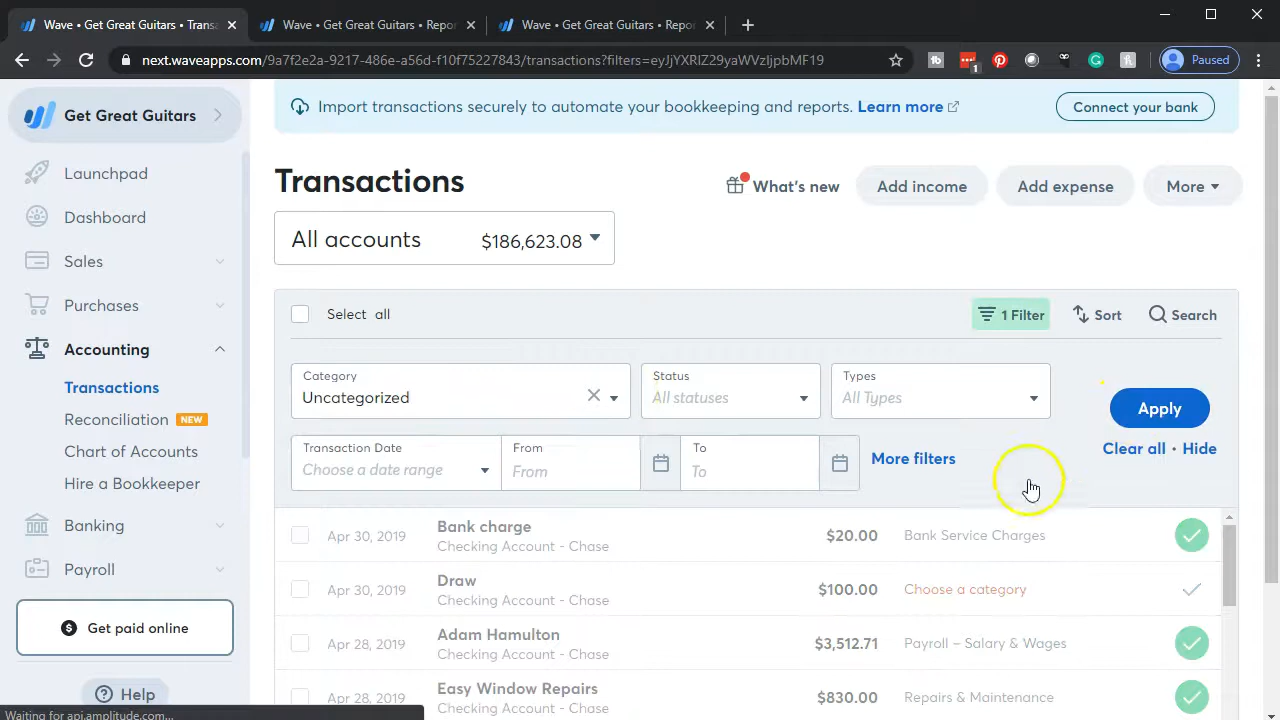 Wave • Get Great Guitars • Transa
Wave • Get Great Guitars • Repor
Wave • Get Great Guitars • Repo
next.waveapps.com/9a7f2e2a-9217-486e-a56d-f10f75227843/transactions?filters=eyJjYXRlZ29yaWVzIjpbMF19
1
Paused
Get Great Guitars
Import transactions securely to automate your bookkeeping and reports. Learn more
Connect your bank
Launchpad
Dashboard
Sales
Purchases
Accounting
Transactions
Reconciliation NEW
Chart of Accounts
Hire a Bookkeeper
Banking
Payroll
$ Get paid online
? Help
Transactions
What's new
Add income
Add expense
More
All accounts $186,623.08
Select all
1 Filter
Sort
Search
Category
Uncategorized
Status
All statuses
Types
All Types
Apply
Clear all • Hide
Transaction Date
Choose a date range
From
From
To
To
More filters
Apr 30, 2019 Bank charge $20.00 Bank Service Charges
Checking Account - Chase
Apr 30, 2019 Draw $100.00 Choose a category
Checking Account - Chase
Apr 28, 2019 Adam Hamulton $3,512.71 Payroll – Salary & Wages
Checking Account - Chase
Apr 28, 2019 Easy Window Repairs $830.00 Repairs & Maintenance
Waiting for api.amplitude.com...